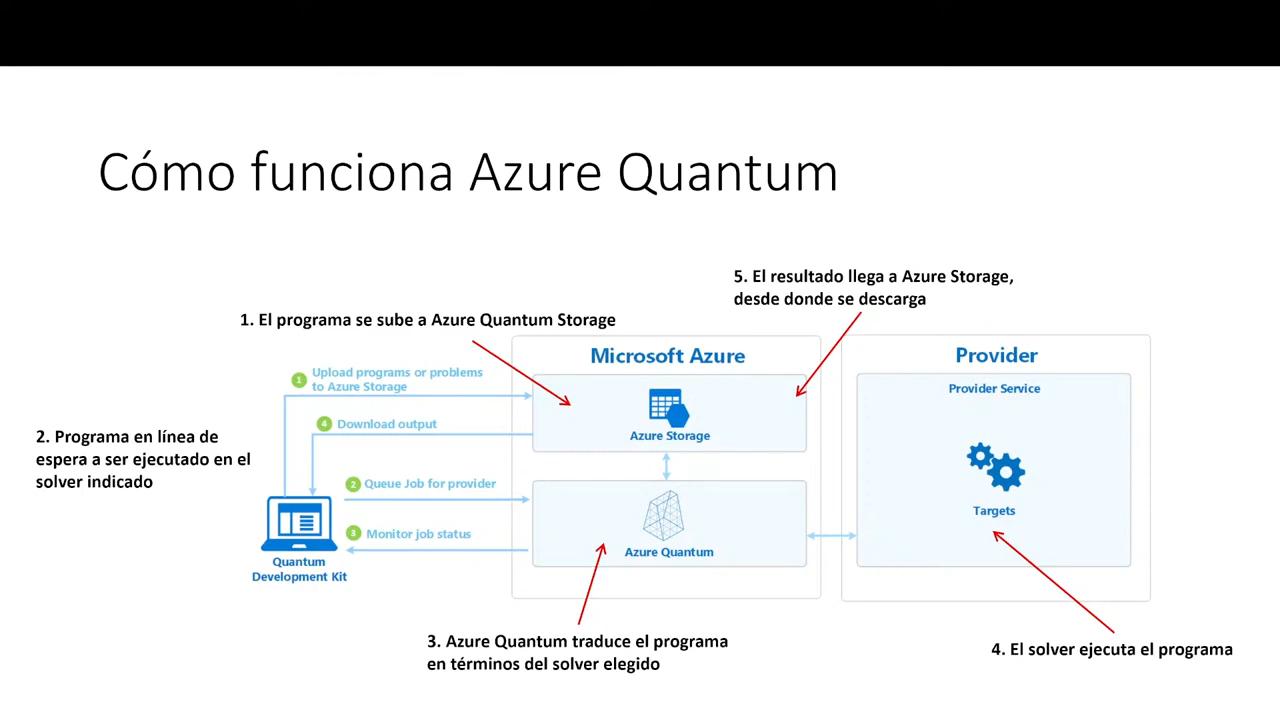 Cómo funciona Azure Quantum
5. El resultado llega a Azure Storage,
desde donde se descarga
1. El programa se sube a Azure Quantum Storage
Microsoft Azure
Provider
1 Upload programs or problems
to Azure Storage
Provider Service
4 Download output
Azure Storage
2. Programa en línea de
espera a ser ejecutado en el
solver indicado
2 Queue Job for provider
Targets
3 Monitor job status
Azure Quantum
Quantum
Development Kit
3. Azure Quantum traduce el programa
en términos del solver elegido
4. El solver ejecuta el programa